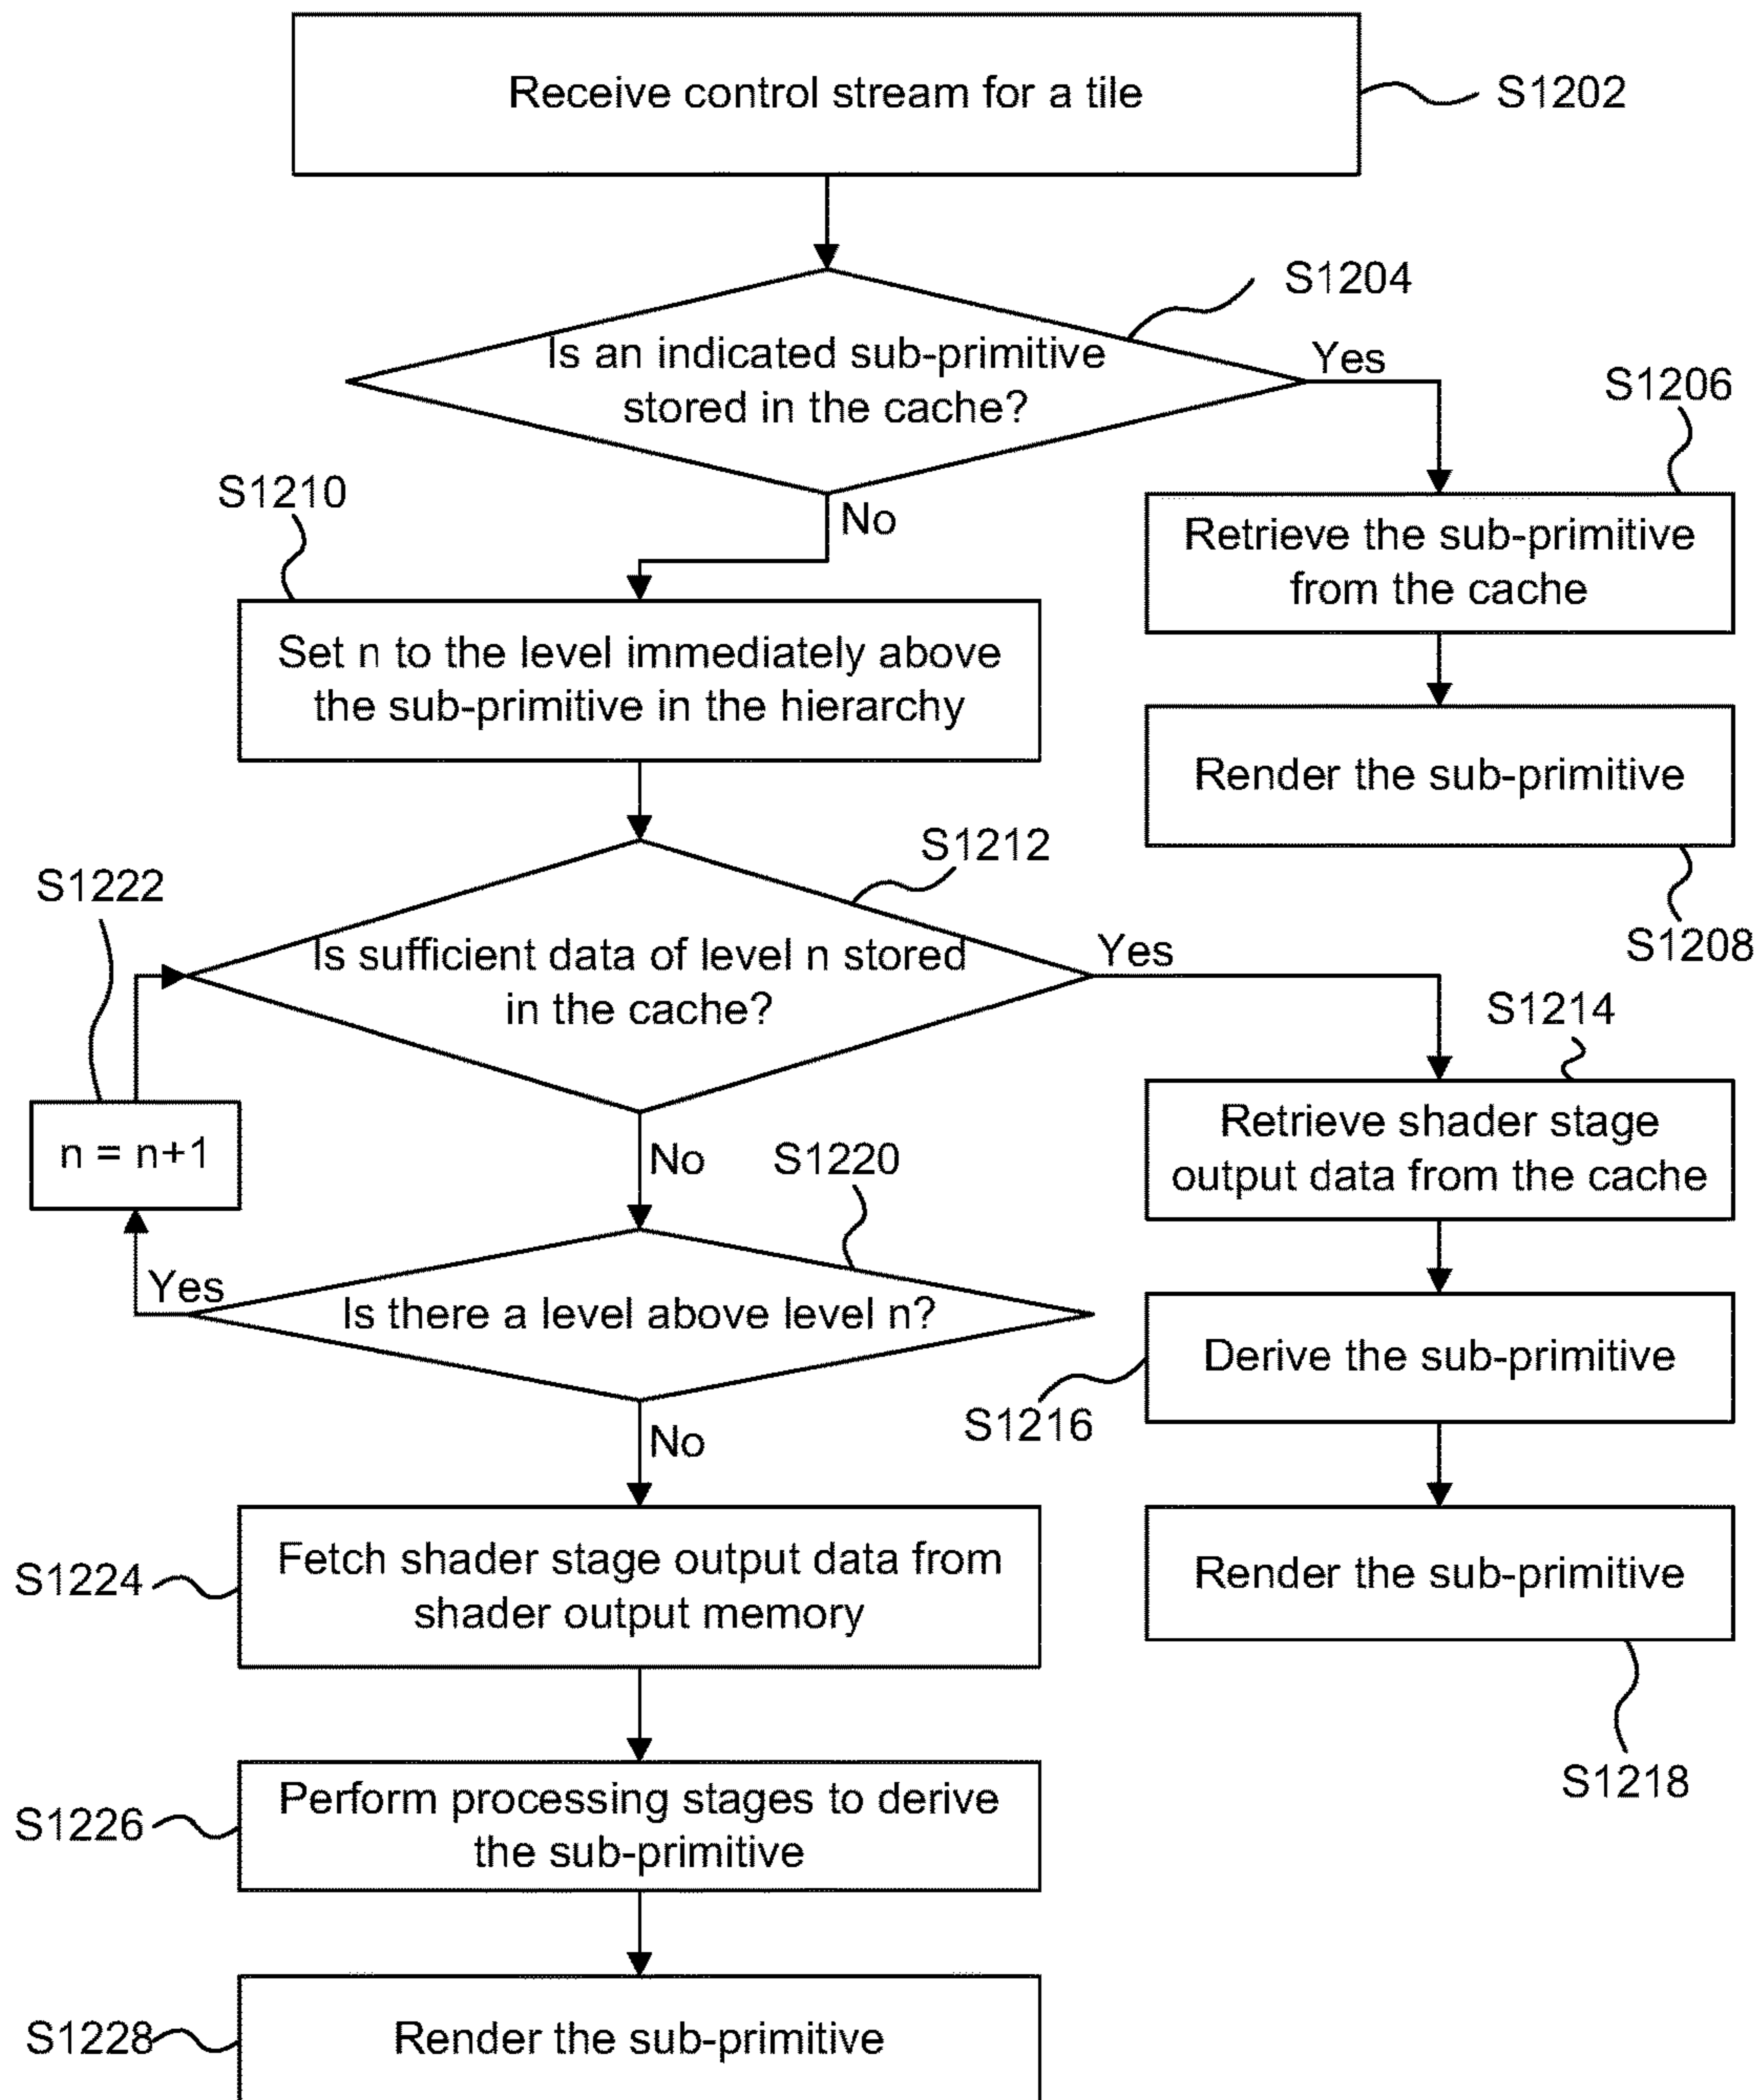 Receive control stream for a tile
S1202
S1204
Is an indicated sub-primitive
stored in the cache?
Yes
No
S1206
Retrieve the sub-primitive
from the cache
Render the sub-primitive
S1208
S1210
Set n to the level immediately above
the sub-primitive in the hierarchy
S1212
Is sufficient data of level n stored
in the cache?
Yes
No
S1222
n = n+1
S1214
Retrieve shader stage
output data from the cache
S1220
Is there a level above level n?
Yes
No
Derive the sub-primitive
S1216
Render the sub-primitive
S1218
Fetch shader stage output data from
shader output memory
S1224
Perform processing stages to derive
the sub-primitive
S1226
Render the sub-primitive
S1228